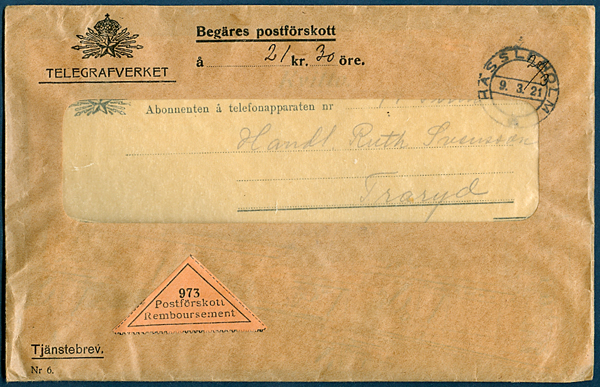 TELEGRAFVERKET
Begäres postförskott
å 21 kr. 30 öre.
HÄSSLEHOLM
9. 3. 21
Abonnenten å telefonapparaten nr
Handl. Ruth Svensson
Traryd
973
Postförskott
Remboursement
Tjänstebrev.
Nr 6.